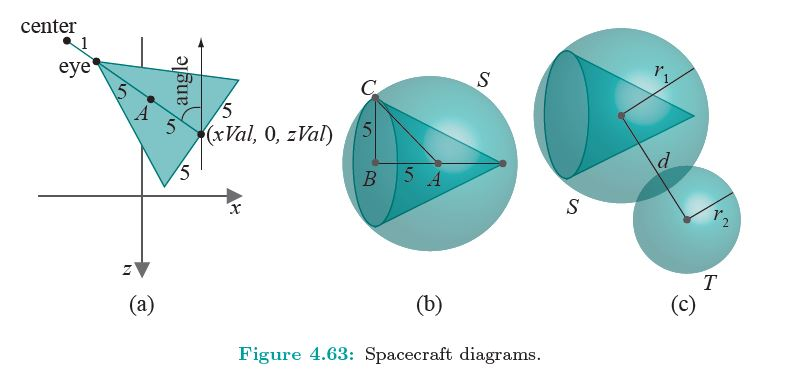 center
1
eye
5
A
angle
5
5
(xVal, 0, zVal)
5
x
z
(a)
C
S
5
B
5
A
(b)
r1
d
r2
S
T
(c)
Figure 4.63: Spacecraft diagrams.